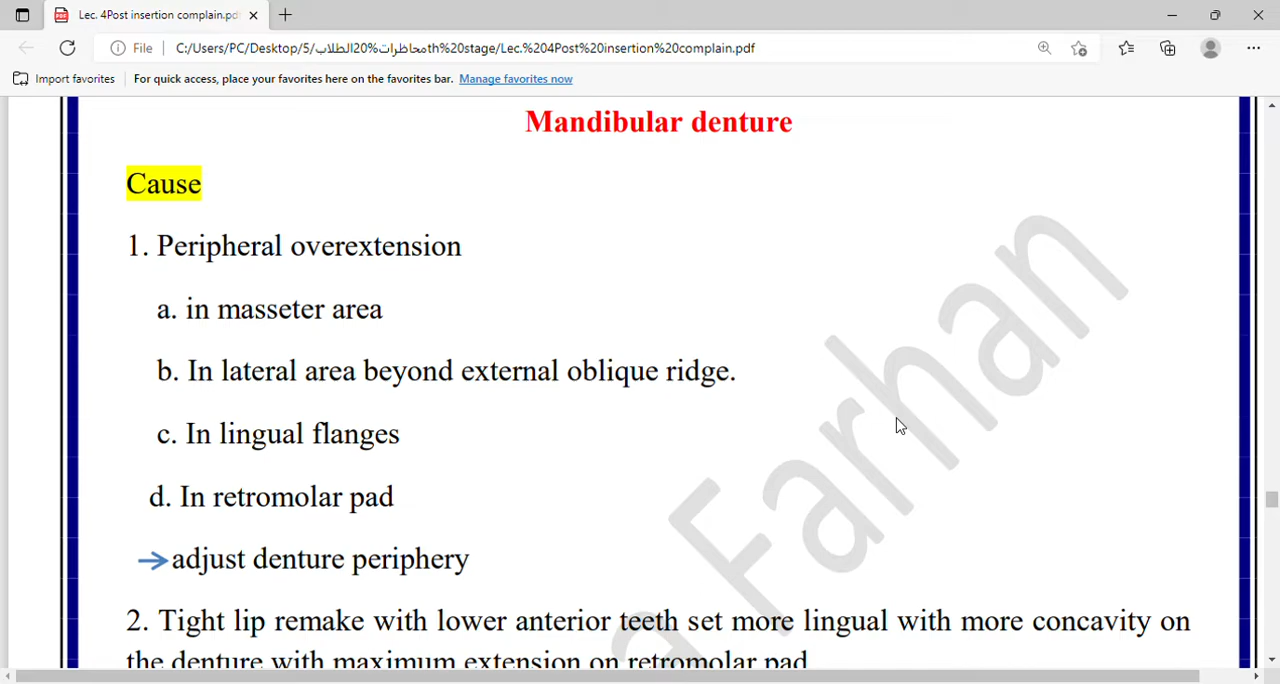 Lec. 4Post insertion complain.pd
File
C:/Users/PC/Desktop/5/محاظرات%20الطلاب/th%20stage/Lec.%204Post%20insertion%20complain.pdf
Import favorites
For quick access, place your favorites here on the favorites bar. Manage favorites now
Mandibular denture
Cause
1. Peripheral overextension
a. in masseter area
b. In lateral area beyond external oblique ridge.
c. In lingual flanges
d. In retromolar pad
adjust denture periphery
2. Tight lip remake with lower anterior teeth set more lingual with more concavity on
the denture with maximum extension on retromolar pad
a Farhan